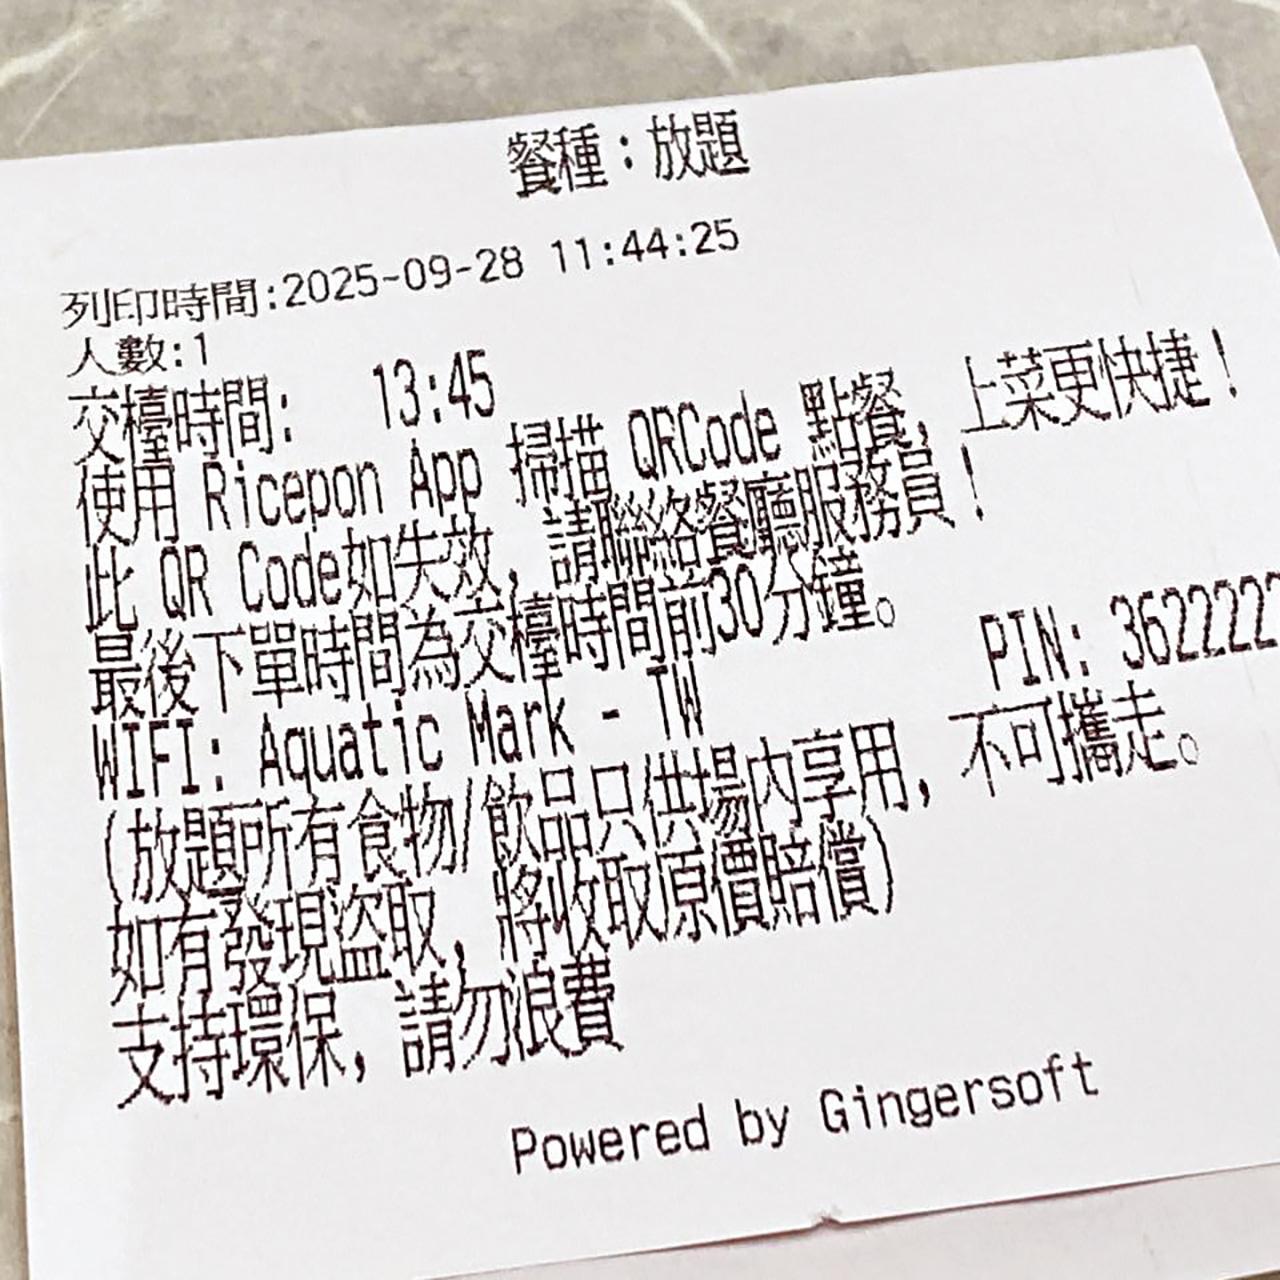 餐種：放題
列印時間:2025-09-28 11:44:25
人數:1
交檯時間: 13:45
使用 Ricepon App 掃描 QRCode 點餐, 上菜更快捷！
此 QR Code如失效, 請聯絡餐廳服務員！
最後下單時間為交檯時間前30分鐘。
WIFI: Aquatic Mark - TW PIN: 3622222
(放題所有食物/飲品只供場內享用, 不可攜走。
如有發現盜取, 將收取原價賠償)
支持環保, 請勿浪費
Powered by Gingersoft